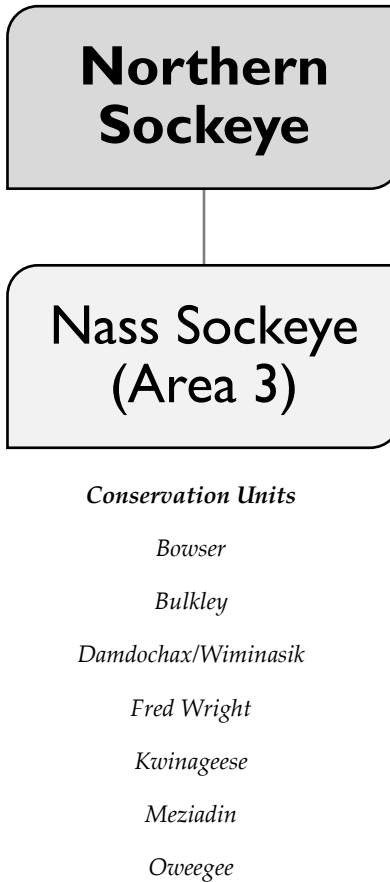 Northern
Sockeye
Nass Sockeye
(Area 3)
Conservation Units
Bowser
Bulkley
Damdochax/Wiminasik
Fred Wright
Kwinageese
Meziadin
Oweegee